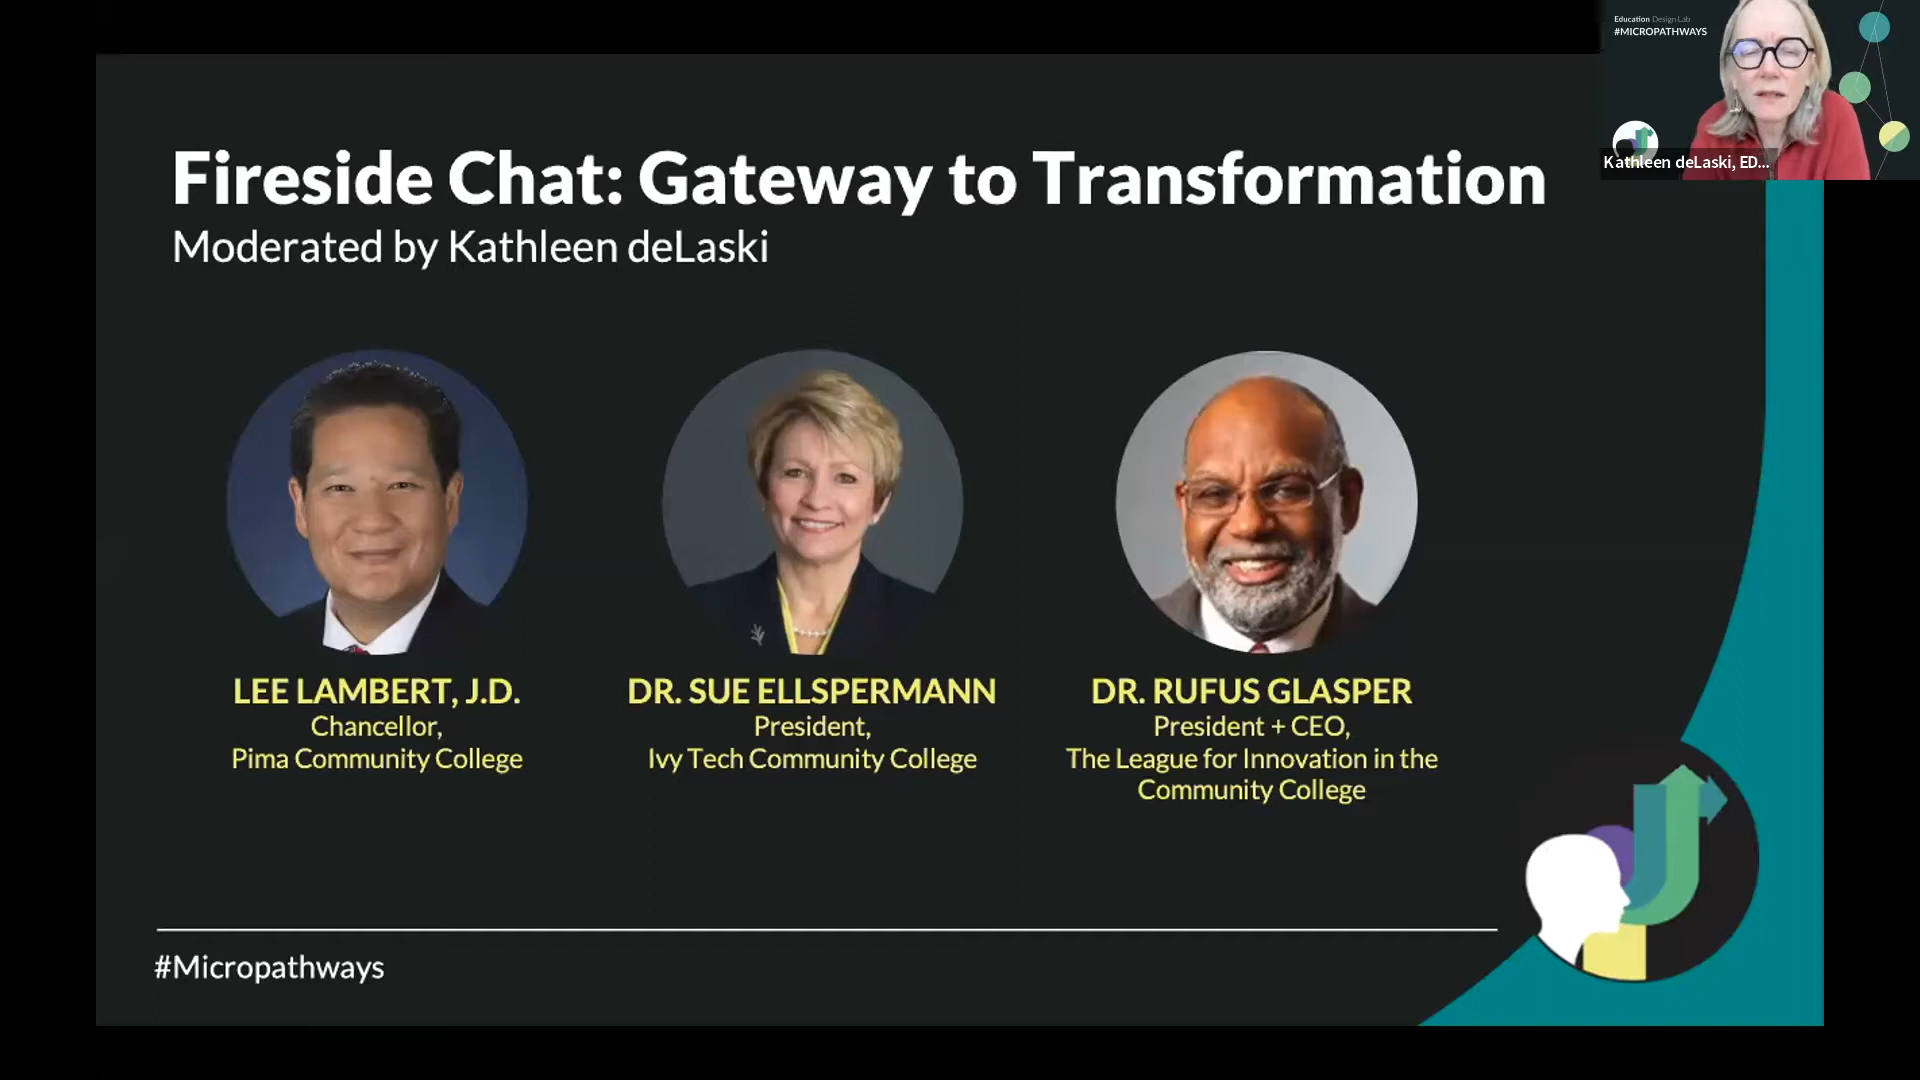 Education Design Lab
#MICROPATHWAYS
Kathleen deLaski, ED...
Fireside Chat: Gateway to Transformation
Moderated by Kathleen deLaski
LEE LAMBERT, J.D.
Chancellor,
Pima Community College
DR. SUE ELLSPERMANN
President,
Ivy Tech Community College
DR. RUFUS GLASPER
President + CEO,
The League for Innovation in the
Community College
#Micropathways